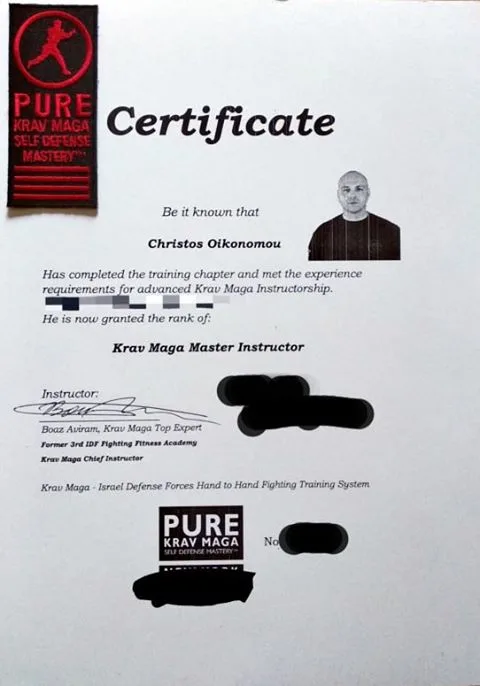 PURE
KRAV MAGA
SELF DEFENSE
MASTERY™
Certificate
Be it known that
Christos Oikonomou
Has completed the training chapter and met the experience
requirements for advanced Krav Maga Instructorship.
He is now granted the rank of:
Krav Maga Master Instructor
Instructor:
Boaz Aviram, Krav Maga Top Expert
Former 3rd IDF Fighting Fitness Academy
Krav Maga Chief Instructor
Krav Maga - Israel Defense Forces Hand to Hand Fighting Training System
PURE
KRAV MAGA
SELF DEFENSE MASTERY™
No